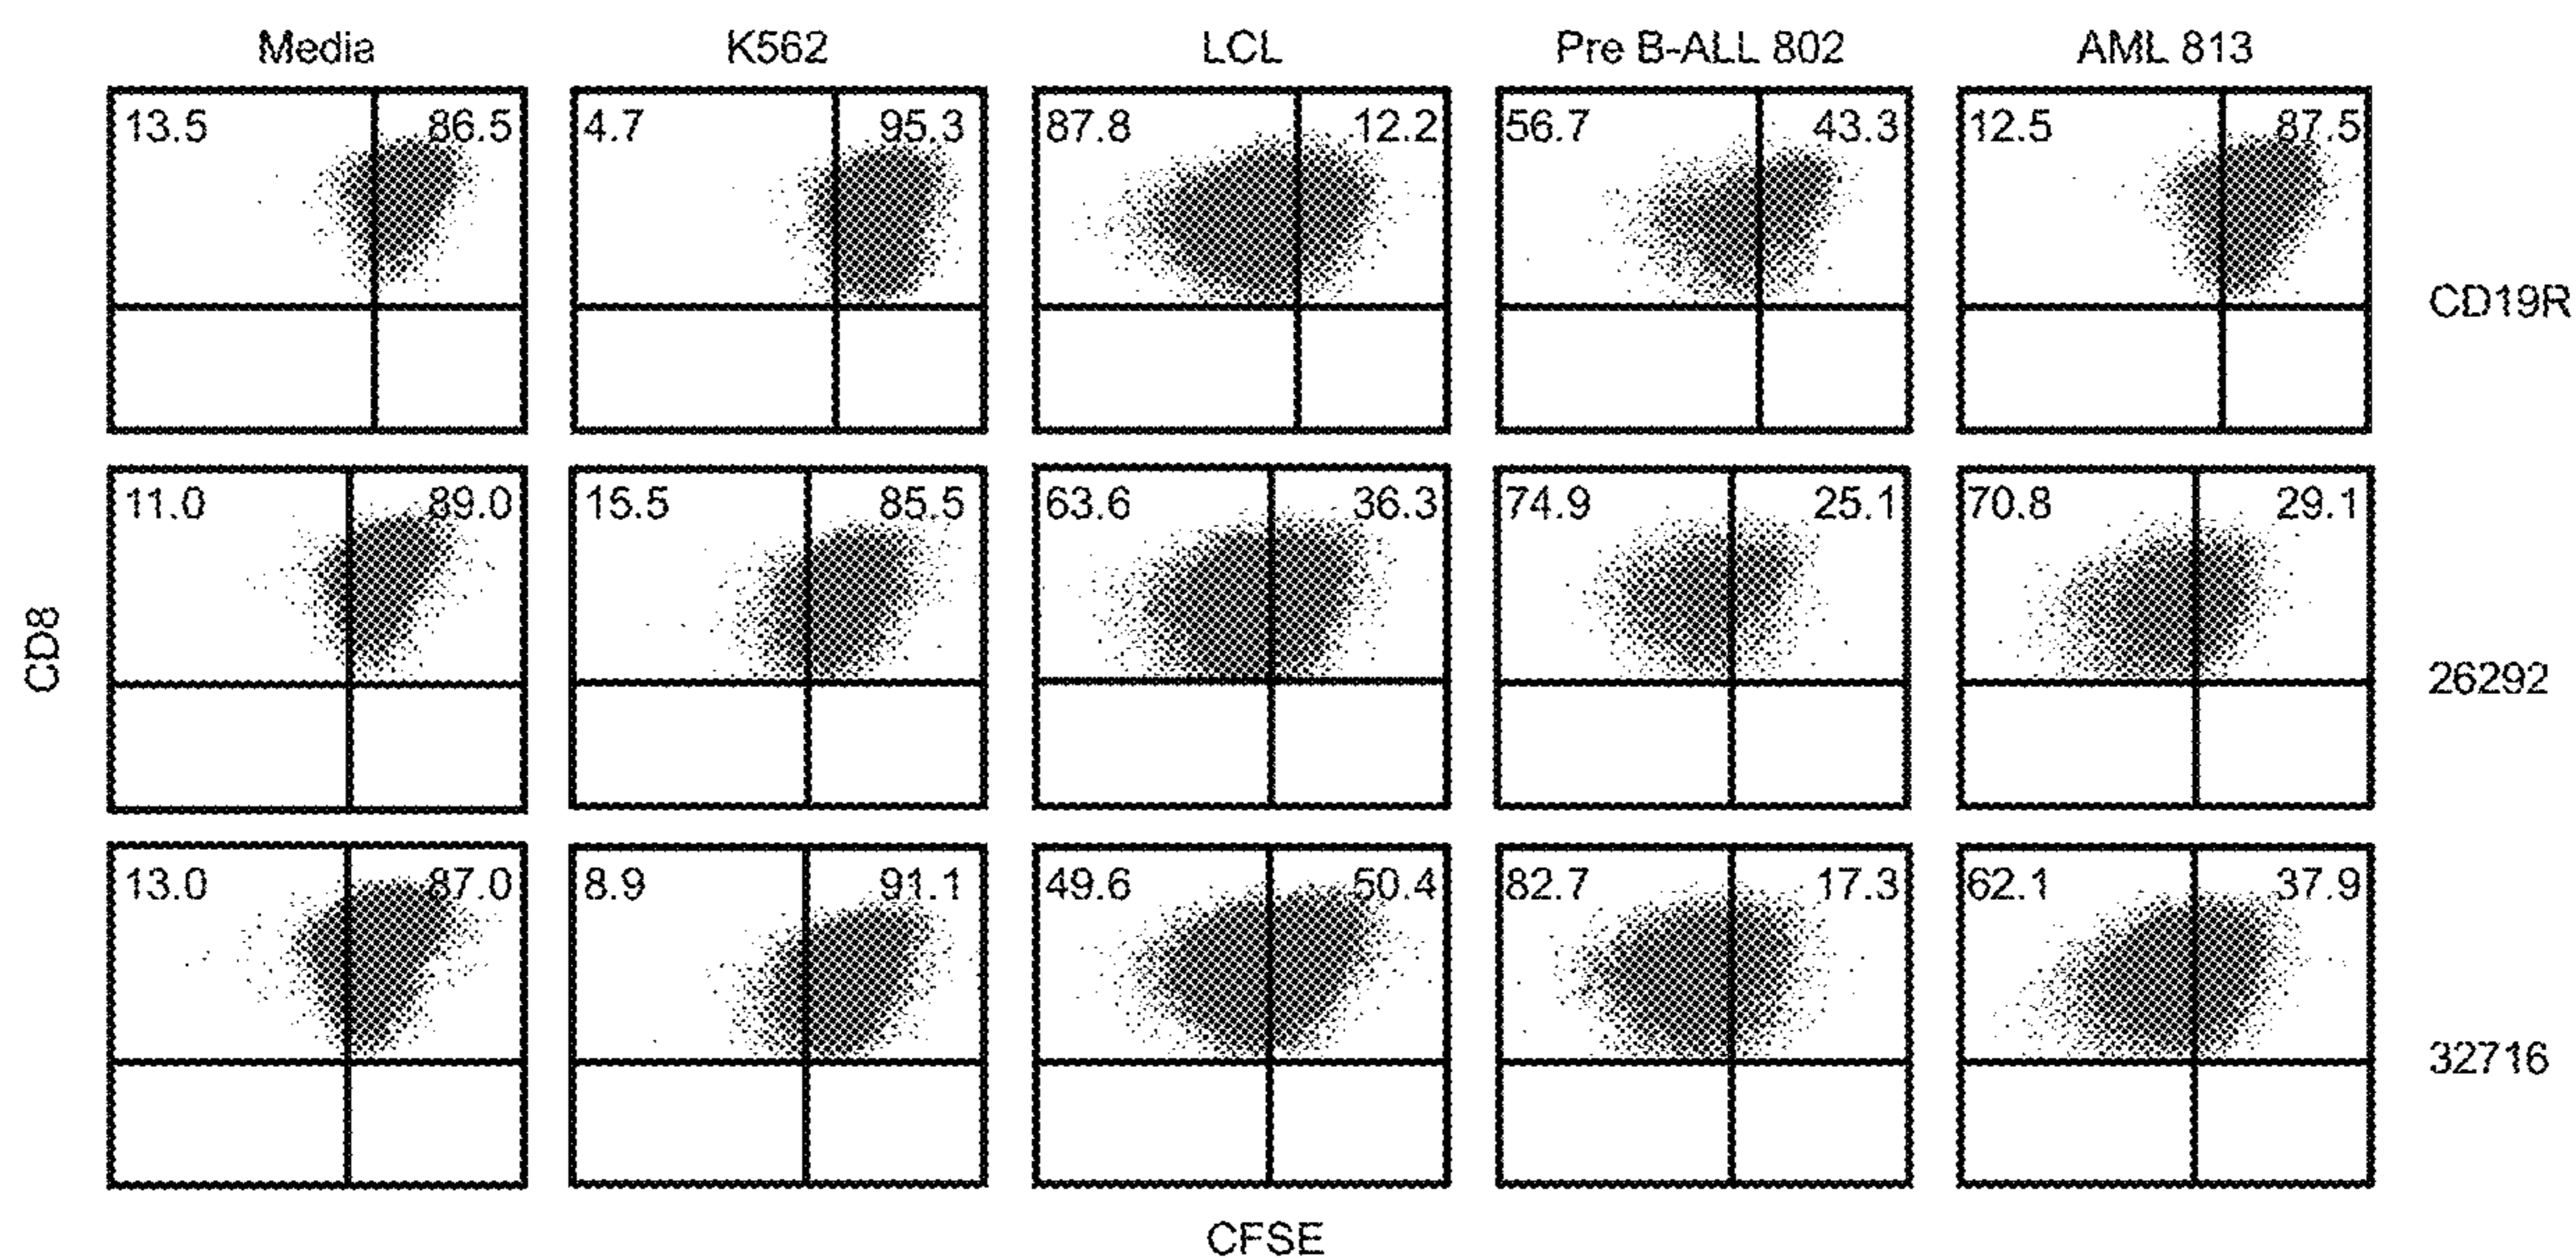 Media K562 LCL Pre B-ALL 802 AML 813
13.5 86.5 4.7 95.3 87.8 12.2 56.7 43.3 12.5 87.5
CD19R
11.0 89.0 15.5 85.5 63.6 36.3 74.9 25.1 70.8 29.1
CD8
26292
13.0 87.0 8.9 91.1 49.6 50.4 82.7 17.3 62.1 37.9
32716
CFSE